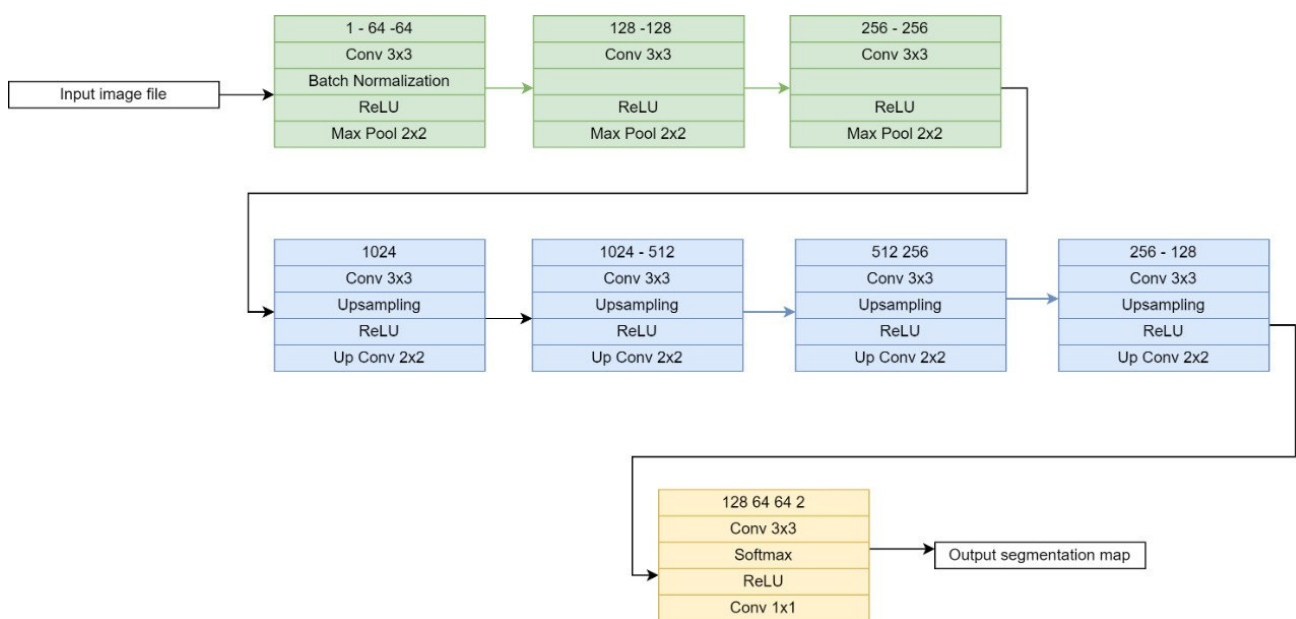 Input image file
1 - 64 -64
Conv 3x3
Batch Normalization
ReLU
Max Pool 2x2
128 -128
Conv 3x3
ReLU
Max Pool 2x2
256 - 256
Conv 3x3
ReLU
Max Pool 2x2
1024
Conv 3x3
Upsampling
ReLU
Up Conv 2x2
1024 - 512
Conv 3x3
Upsampling
ReLU
Up Conv 2x2
512 256
Conv 3x3
Upsampling
ReLU
Up Conv 2x2
256 - 128
Conv 3x3
Upsampling
ReLU
Up Conv 2x2
128 64 64 2
Conv 3x3
Softmax
ReLU
Conv 1x1
Output segmentation map